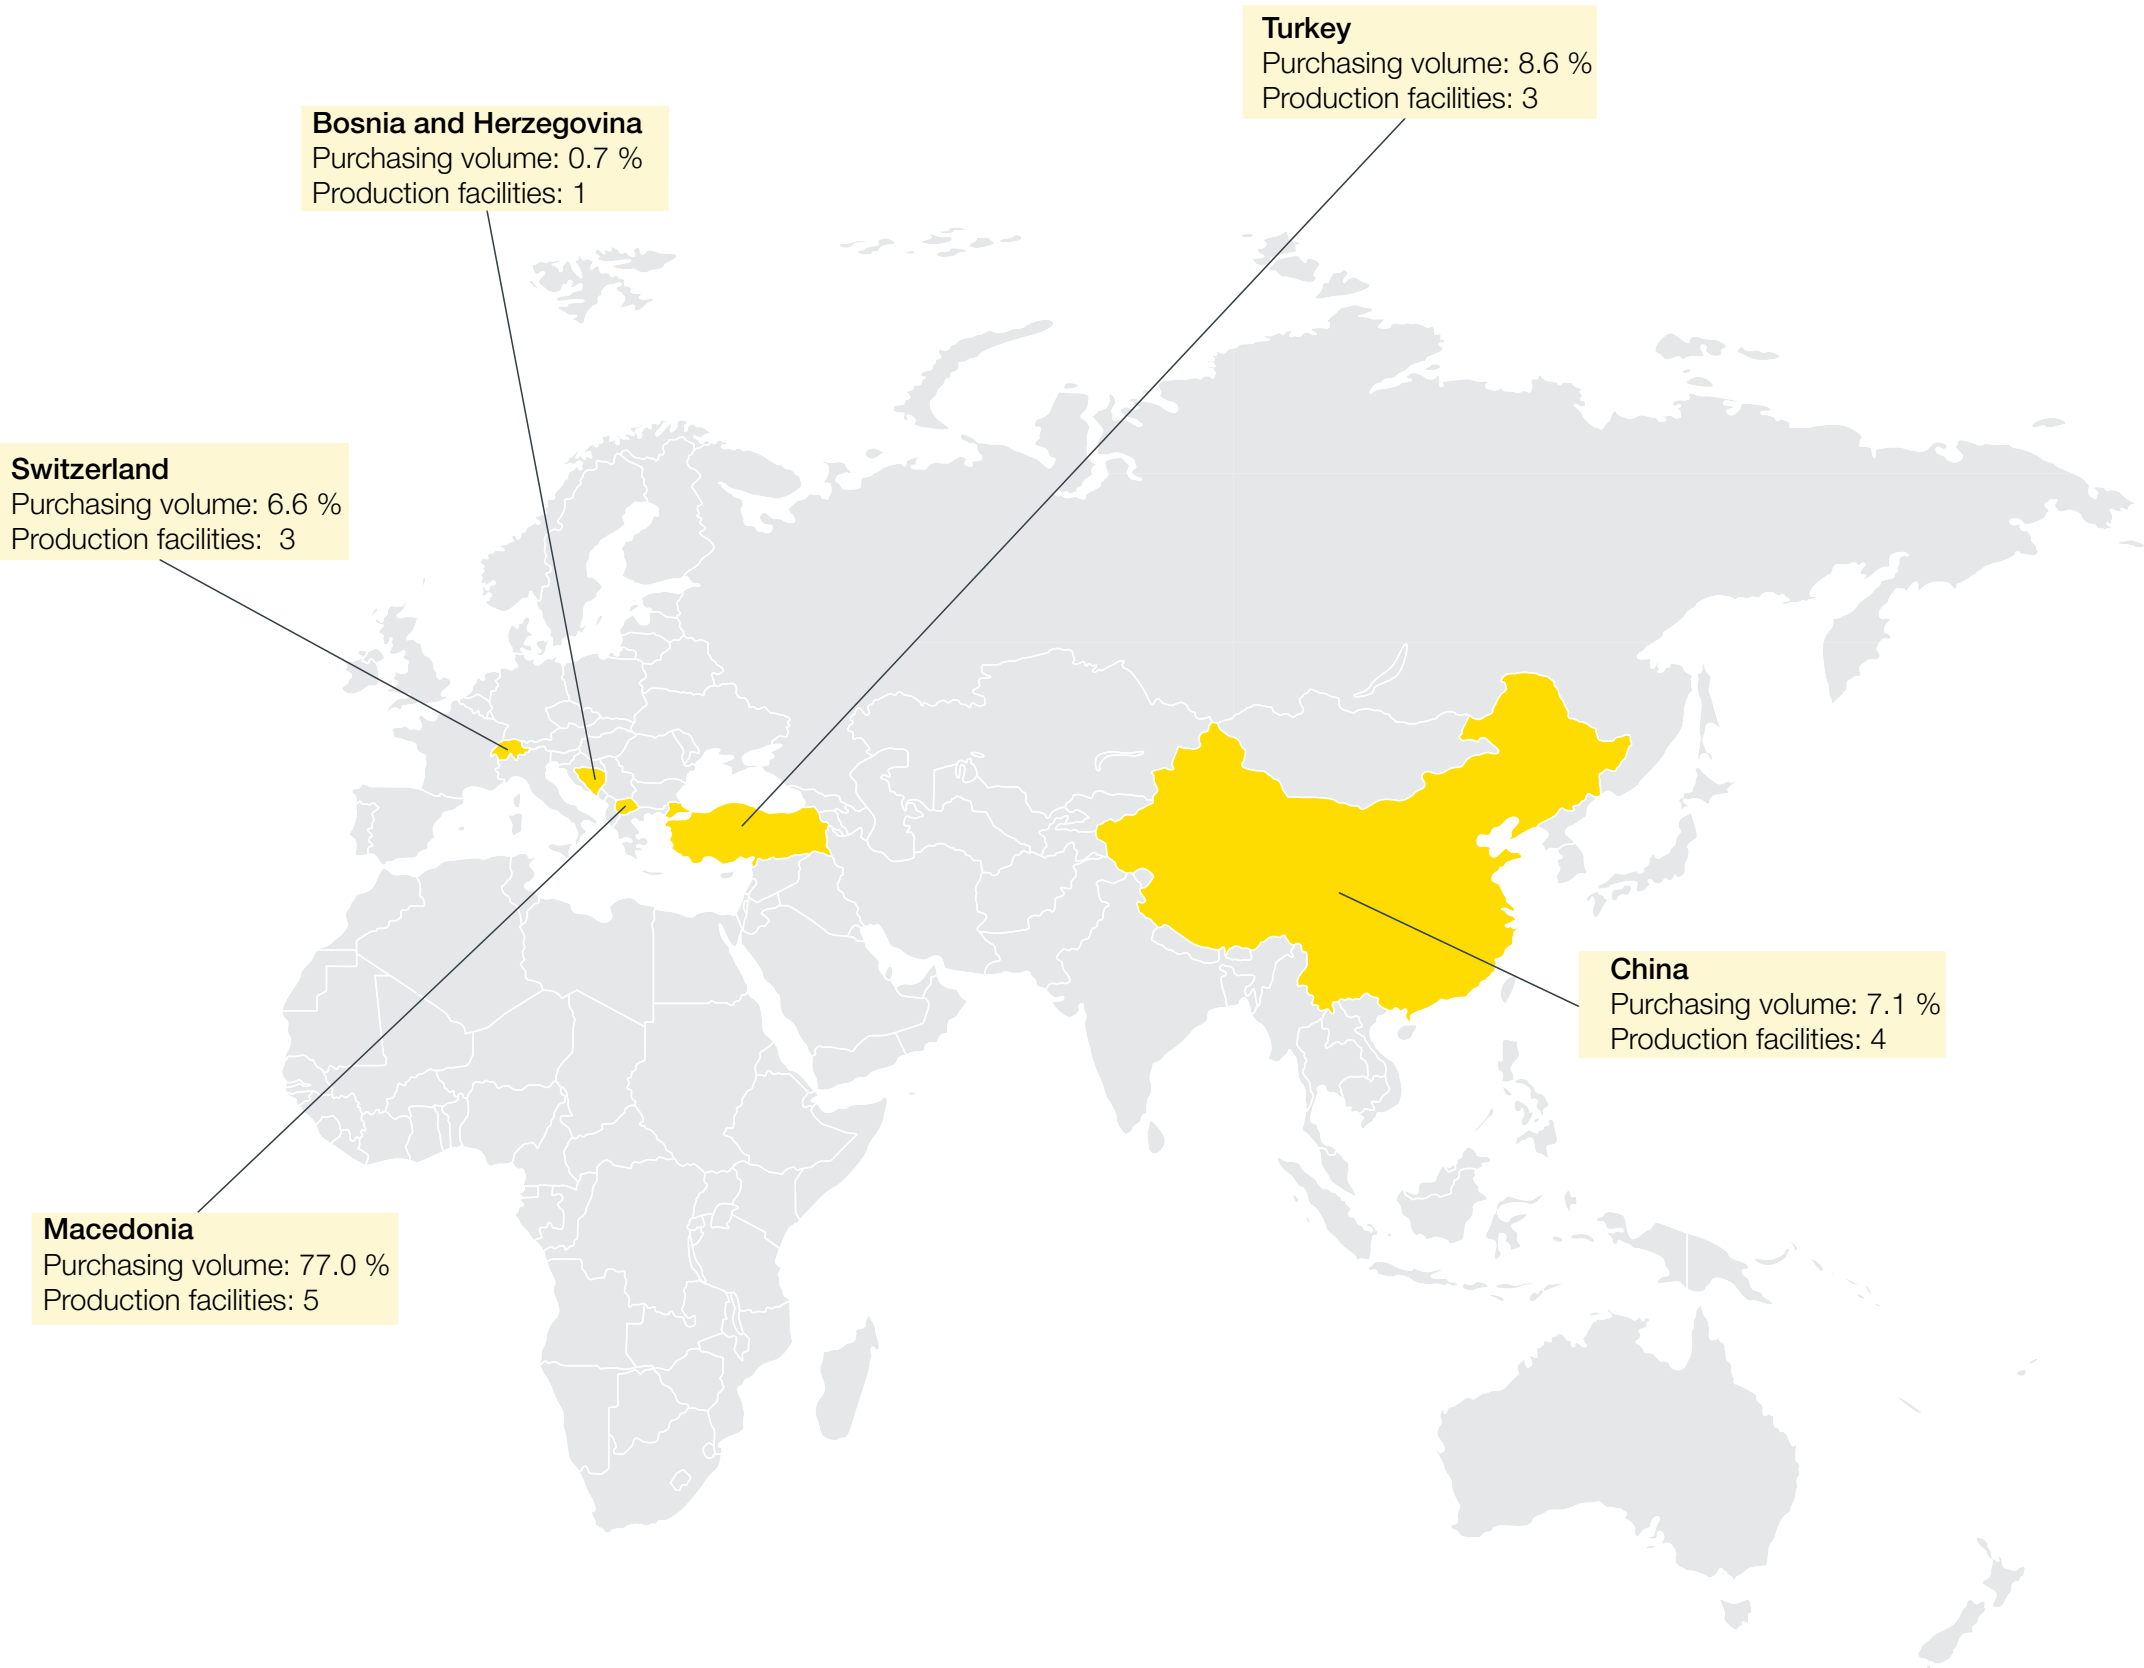 Turkey
Purchasing volume: 8.6 %
Production facilities: 3
Bosnia and Herzegovina
Purchasing volume: 0.7 %
Production facilities: 1
Switzerland
Purchasing volume: 6.6 %
Production facilities:  3
China
Purchasing volume: 7.1 %
Production facilities: 4
Macedonia
Purchasing volume: 77.0 %
Production facilities: 5